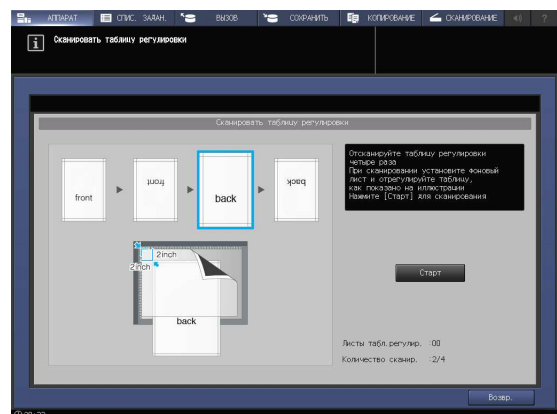 АППАРАТ
СПИС. ЗАДАН.
ВЫЗОВ
СОХРАНИТЬ
КОПИРОВАНИЕ
СКАНИРОВАНИЕ
?
i
Сканировать таблицу регулировки
Сканировать таблицу регулировки
front
front
back
back
2inch
2inch
back
Отсканируйте таблицу регулировки
четыре раза
При сканировании установите фоновый
лист и отрегулируйте таблицу,
как показано на иллюстрации
Нажмите [Старт] для сканирования
Старт
Листы табл.регулир. :00
Количество сканир. :2/4
Возвр.